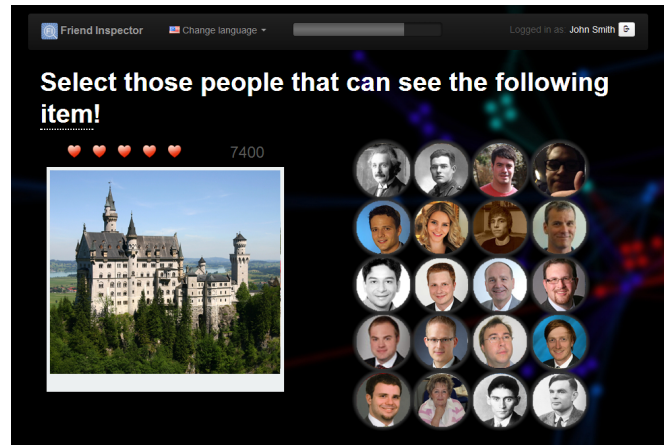 Friend Inspector
Change language
Logged in as: John Smith
Select those people that can see the following
item!
7400